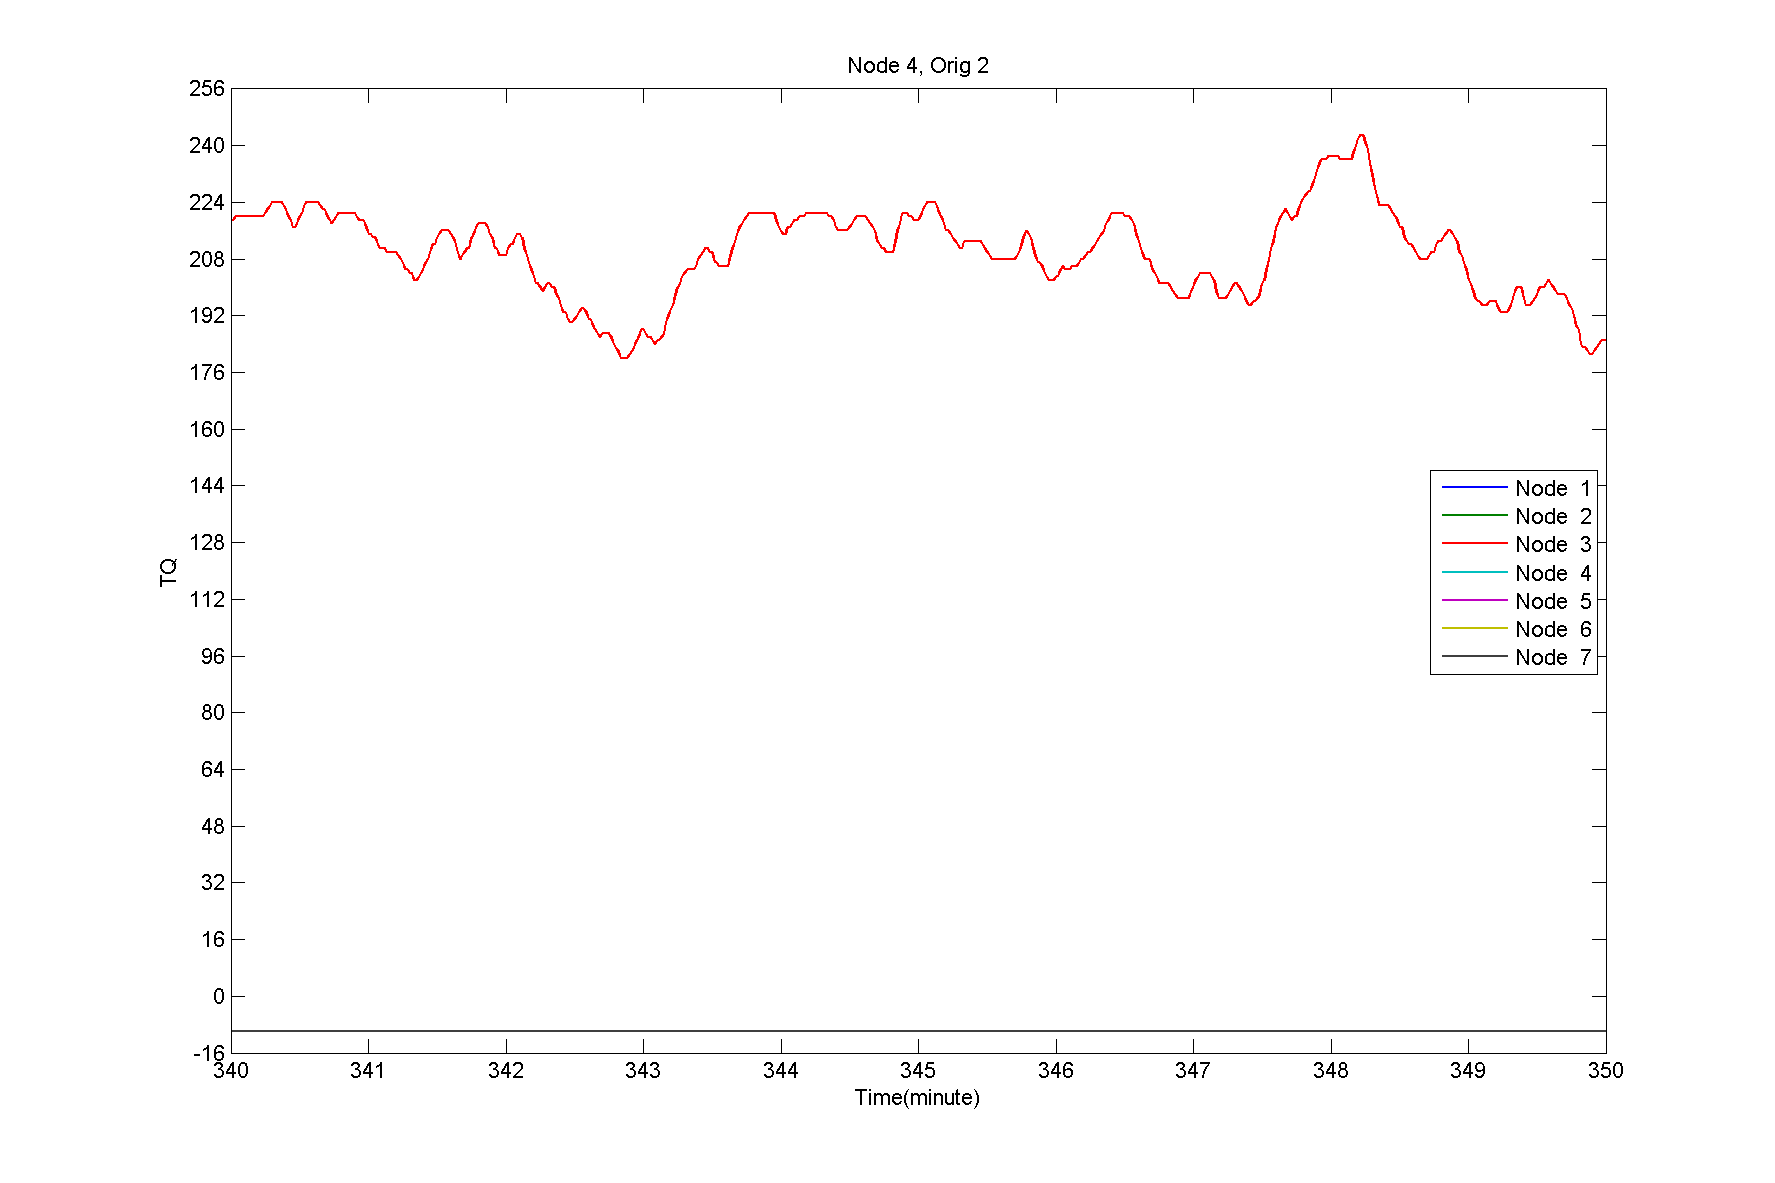 Node 4, Orig 2
256
240
224
208
192
176
160
144
128
112
96
80
64
48
32
16
0
-16
TQ
Node 1
Node 2
Node 3
Node 4
Node 5
Node 6
Node 7
340 341 342 343 344 345 346 347 348 349 350
Time(minute)